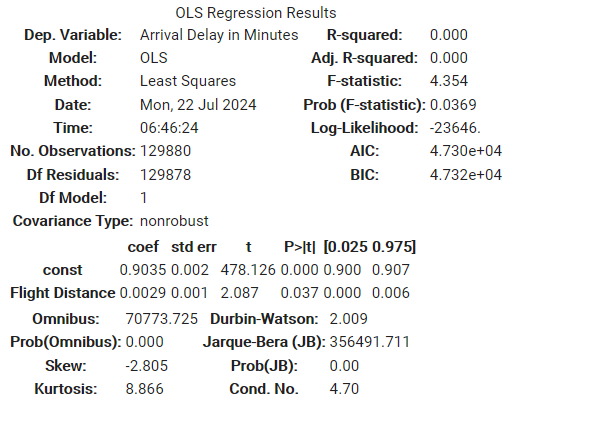 OLS Regression Results
Dep. Variable: Arrival Delay in Minutes R-squared: 0.000
Model: OLS Adj. R-squared: 0.000
Method: Least Squares F-statistic: 4.354
Date: Mon, 22 Jul 2024 Prob (F-statistic): 0.0369
Time: 06:46:24 Log-Likelihood: -23646.
No. Observations: 129880 AIC: 4.730e+04
Df Residuals: 129878 BIC: 4.732e+04
Df Model: 1
Covariance Type: nonrobust
coef std err t P>|t| [0.025 0.975]
const 0.9035 0.002 478.126 0.000 0.900 0.907
Flight Distance 0.0029 0.001 2.087 0.037 0.000 0.006
Omnibus: 70773.725 Durbin-Watson: 2.009
Prob(Omnibus): 0.000 Jarque-Bera (JB): 356491.711
Skew: -2.805 Prob(JB): 0.00
Kurtosis: 8.866 Cond. No. 4.70